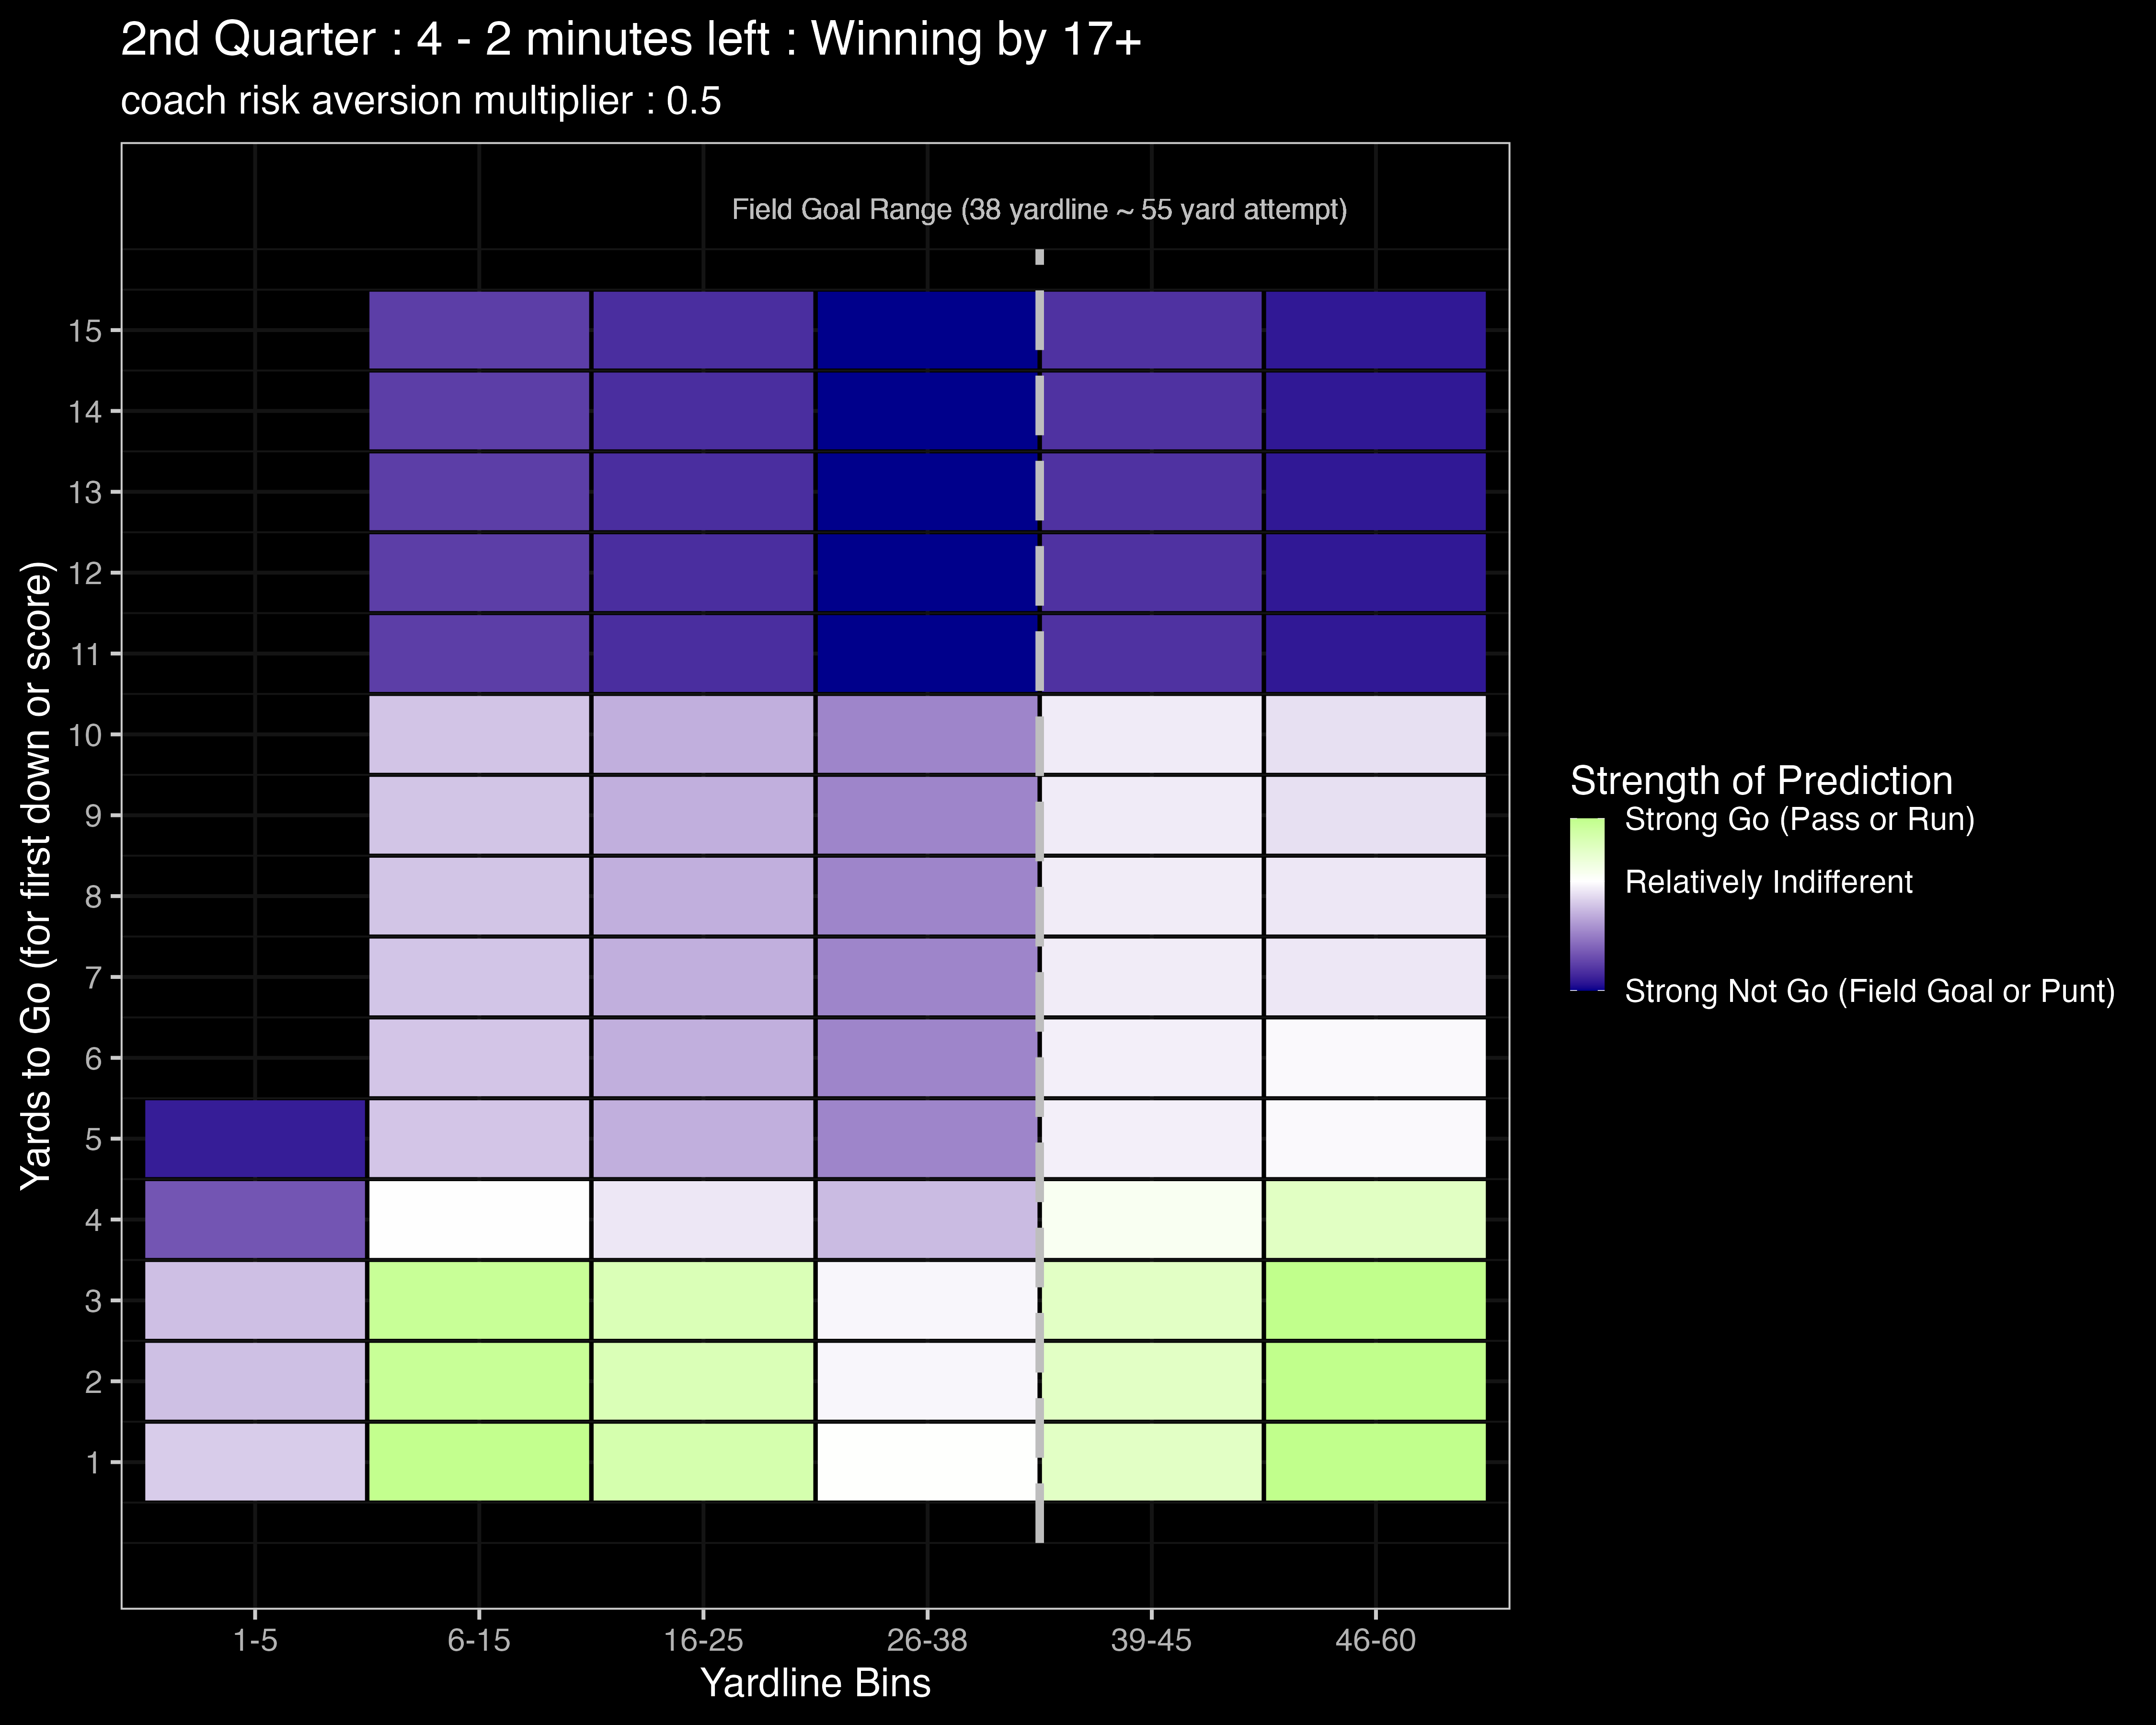 2nd Quarter : 4 - 2 minutes left : Winning by 17+
coach risk aversion multiplier : 0.5
Field Goal Range (38 yardline ~ 55 yard attempt)
Yards to Go (for first down or score)
15
14
13
12
11
10
9
8
7
6
5
4
3
2
1
1-5
6-15
16-25
26-38
39-45
46-60
Yardline Bins
Strength of Prediction
Strong Go (Pass or Run)
Relatively Indifferent
Strong Not Go (Field Goal or Punt)